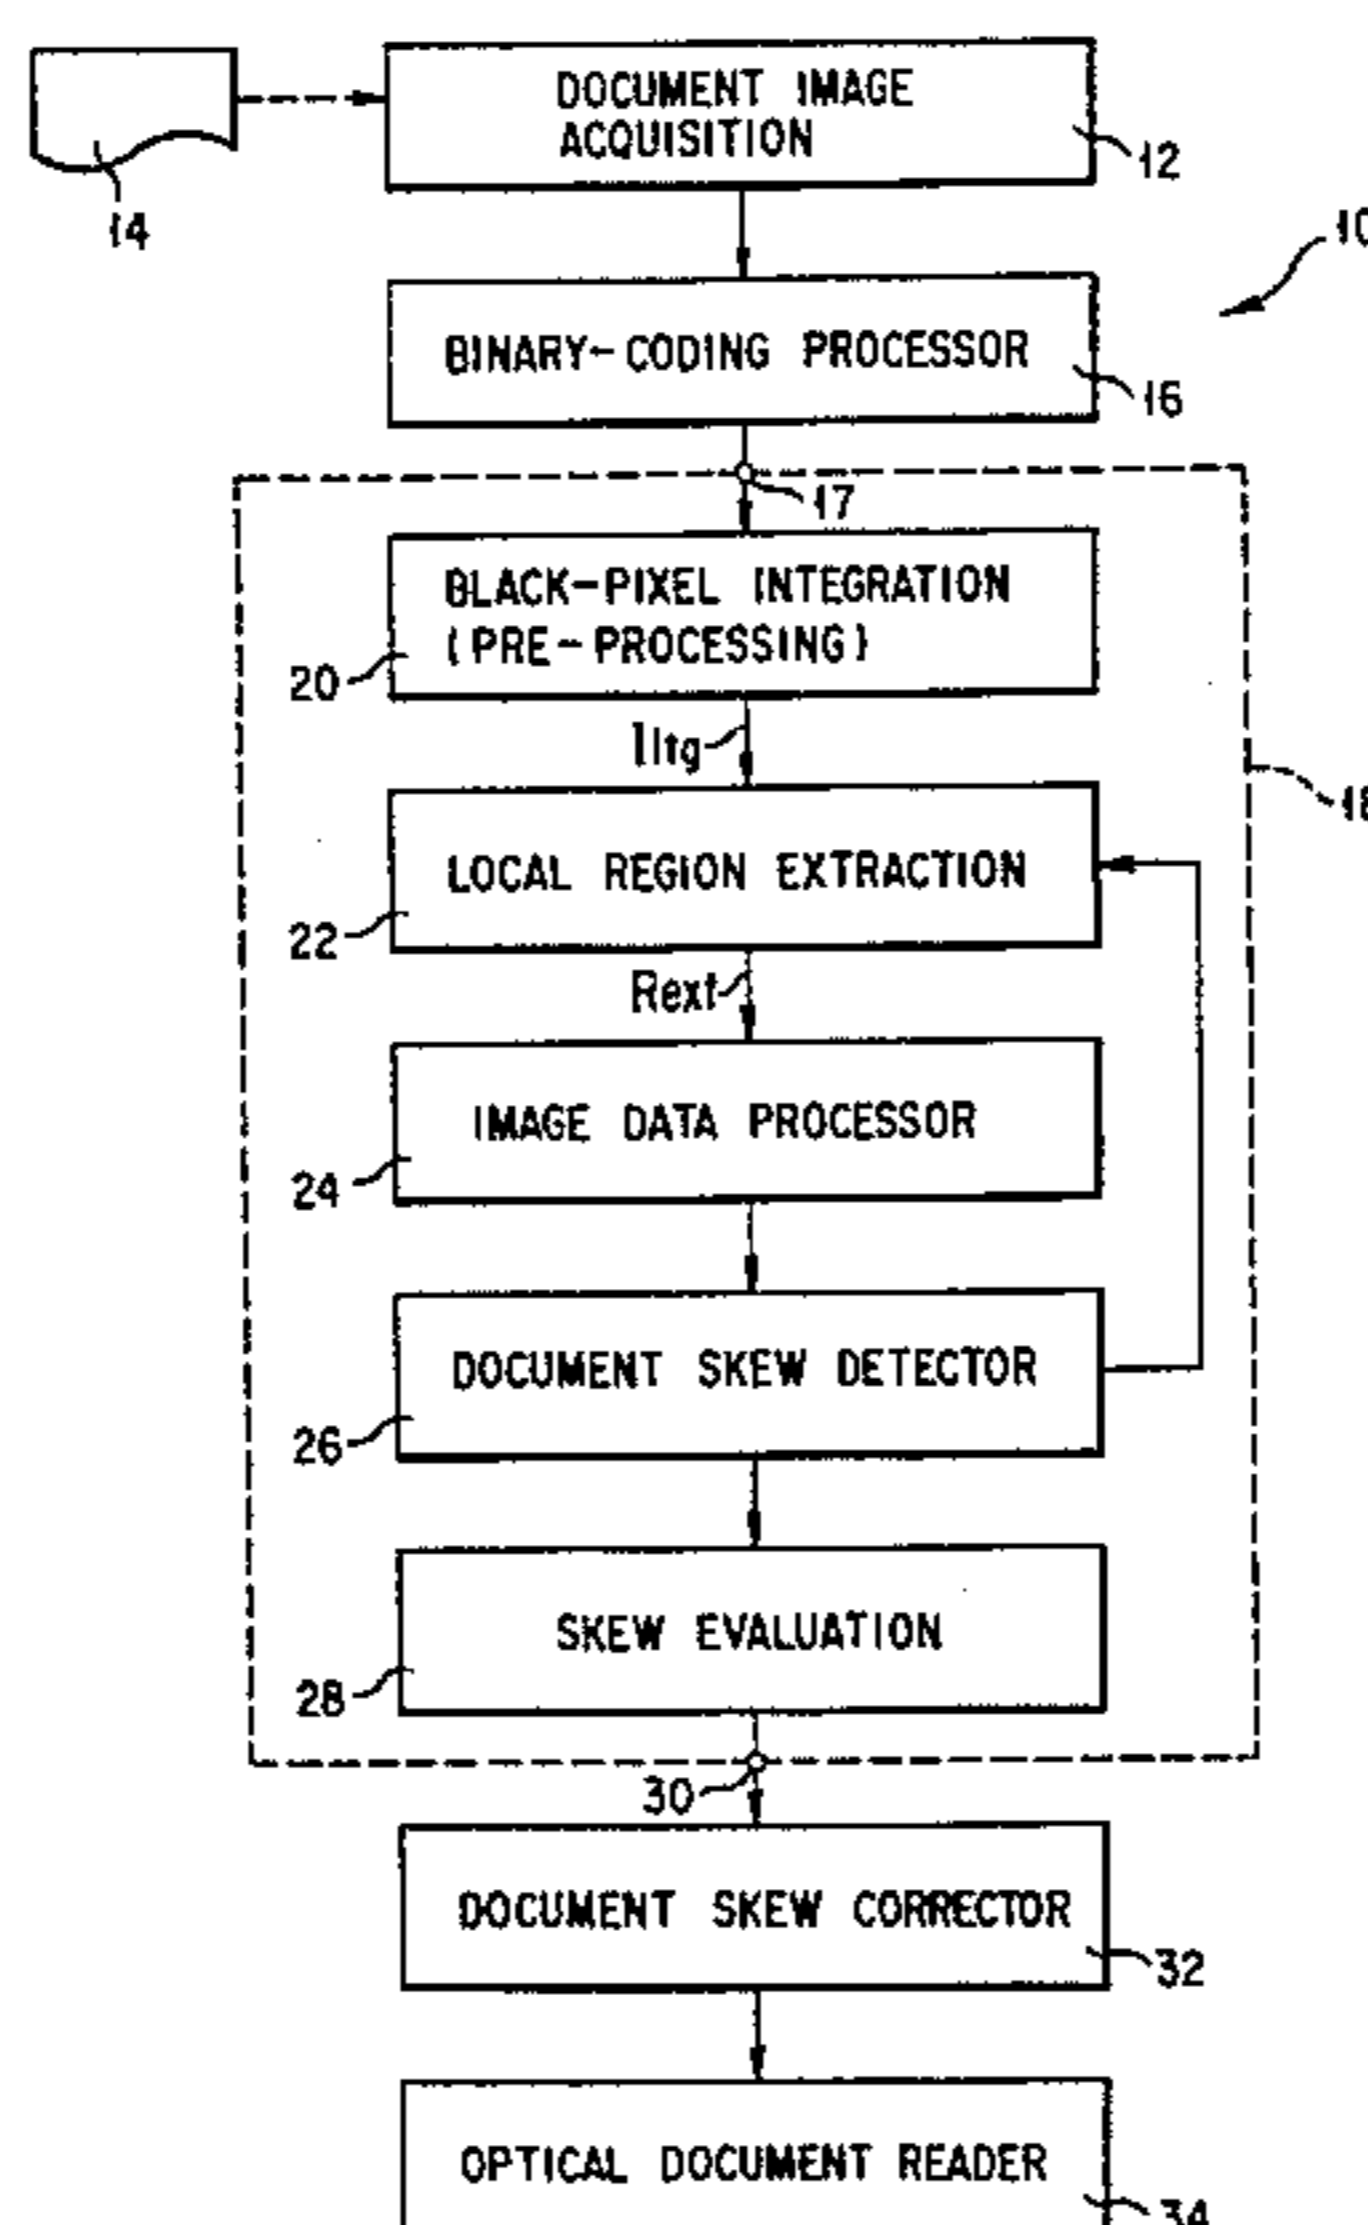 DOCUMENT IMAGE
ACQUISITION
12
14
10
BINARY-CODING PROCESSOR
16
17
BLACK-PIXEL INTEGRATION
(PRE-PROCESSING)
20
Iitg
18
LOCAL REGION EXTRACTION
22
Rext
IMAGE DATA PROCESSOR
24
DOCUMENT SKEW DETECTOR
26
SKEW EVALUATION
28
30
DOCUMENT SKEW CORRECTOR
32
OPTICAL DOCUMENT READER
34